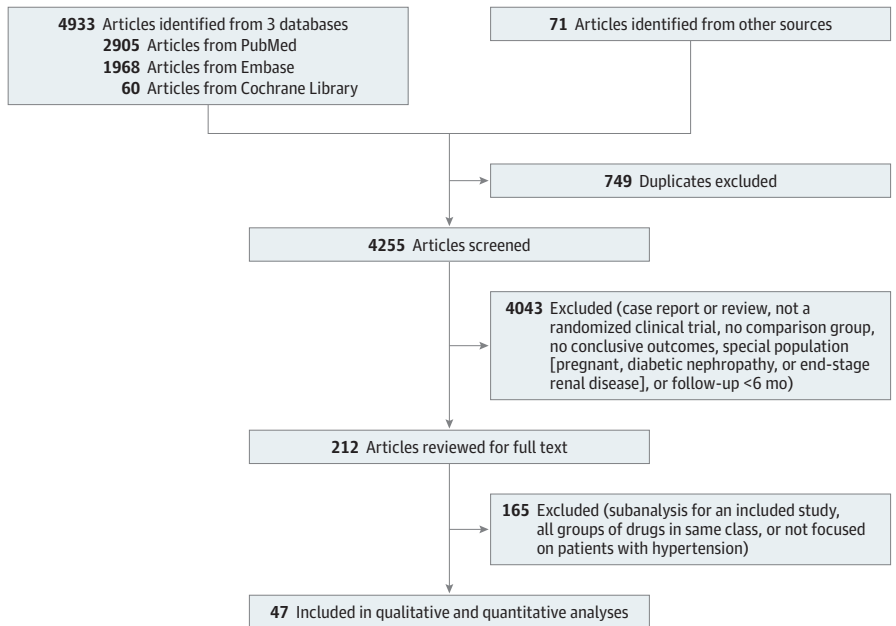 4933 Articles identified from 3 databases
2905 Articles from PubMed
1968 Articles from Embase
60 Articles from Cochrane Library
71 Articles identified from other sources
749 Duplicates excluded
4255 Articles screened
4043 Excluded (case report or review, not a
randomized clinical trial, no comparison group,
no conclusive outcomes, special population
[pregnant, diabetic nephropathy, or end-stage
renal disease], or follow-up <6 mo)
212 Articles reviewed for full text
165 Excluded (subanalysis for an included study,
all groups of drugs in same class, or not focused
on patients with hypertension)
47 Included in qualitative and quantitative analyses